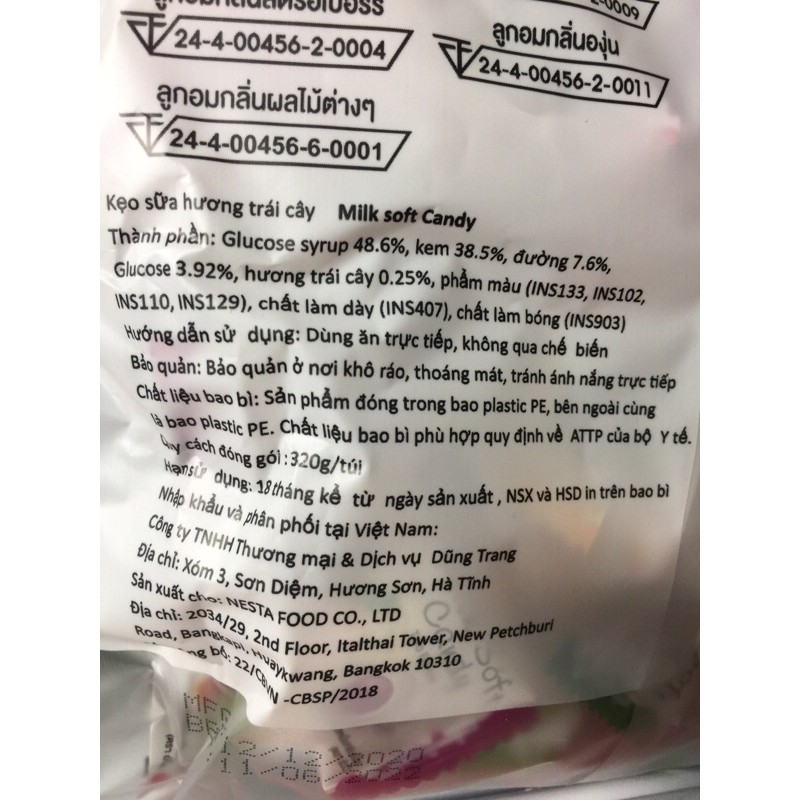 2-0009
24-4-00456-2-0004
ลูกอมกลิ่นองุ่น
24-4-00456-2-0011
ลูกอมกลิ่นผลไม้ต่างๆ
24-4-00456-6-0001
Kẹo sữa hương trái cây Milk soft Candy
Thành phần: Glucose syrup 48.6%, kem 38.5%, đường 7.6%,
Glucose 3.92%, hương trái cây 0.25%, phẩm màu (INS133, INS102,
INS110, INS129), chất làm dày (INS407), chất làm bóng (INS903)
Hướng dẫn sử dụng: Dùng ăn trực tiếp, không qua chế biến
Bảo quản: Bảo quản ở nơi khô ráo, thoáng mát, tránh ánh nắng trực tiếp
Chất liệu bao bì: Sản phẩm đóng trong bao plastic PE, bên ngoài cùng
là bao plastic PE. Chất liệu bao bì phù hợp quy định về ATTP của bộ Y tế.
Quy cách đóng gói :320g/túi
Hạn sử dụng: 18 tháng kể từ ngày sản xuất , NSX và HSD in trên bao bì
Nhập khẩu và phân phối tại Việt Nam:
Công ty TNHH Thương mại & Dịch vụ Dũng Trang
Địa chỉ: Xóm 3, Sơn Diệm, Hương Sơn, Hà Tĩnh
Sản xuất cho: NESTA FOOD CO., LTD
Địa chỉ: 2034/29, 2nd Floor, Italthai Tower, New Petchburi
Road, Bangkapi, Huaykwang, Bangkok 10310
bố: 22/CBVN -CBSP/2018
12/12/2020
11/06/2022